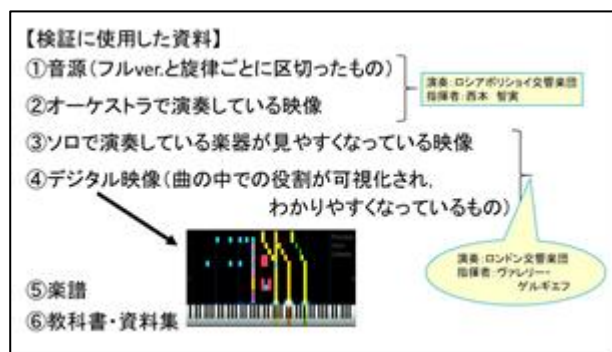 【検証に使用した資料】
①音源（フルver.と旋律ごとに区切ったもの）
②オーケストラで演奏している映像
演奏：ロシアボリショイ交響楽団
指揮者：西本 智実
③ソロで演奏している楽器が見やすくなっている映像
④デジタル映像（曲の中での役割が可視化され，
わかりやすくなっているもの）
演奏：ロンドン交響楽団
指揮者：ヴァレリー・
ゲルギエフ
⑤楽譜
⑥教科書・資料集